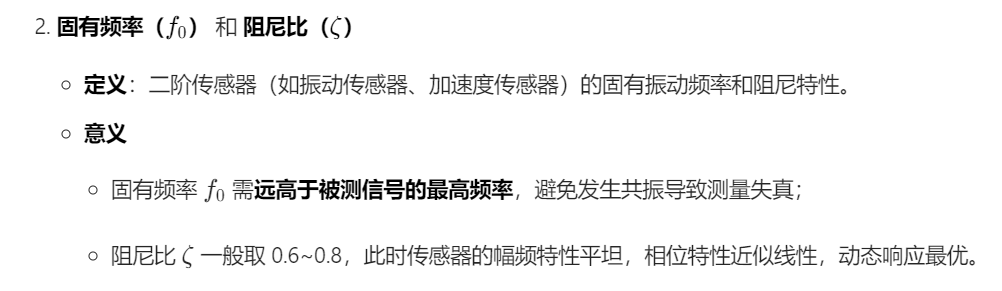 2. 固有频率（f₀） 和 阻尼比（ζ）
定义：二阶传感器（如振动传感器、加速度传感器）的固有振动频率和阻尼特性。
意义
固有频率 f₀ 需远高于被测信号的最高频率，避免发生共振导致测量失真；
阻尼比 ζ 一般取 0.6~0.8，此时传感器的幅频特性平坦，相位特性近似线性，动态响应最优。